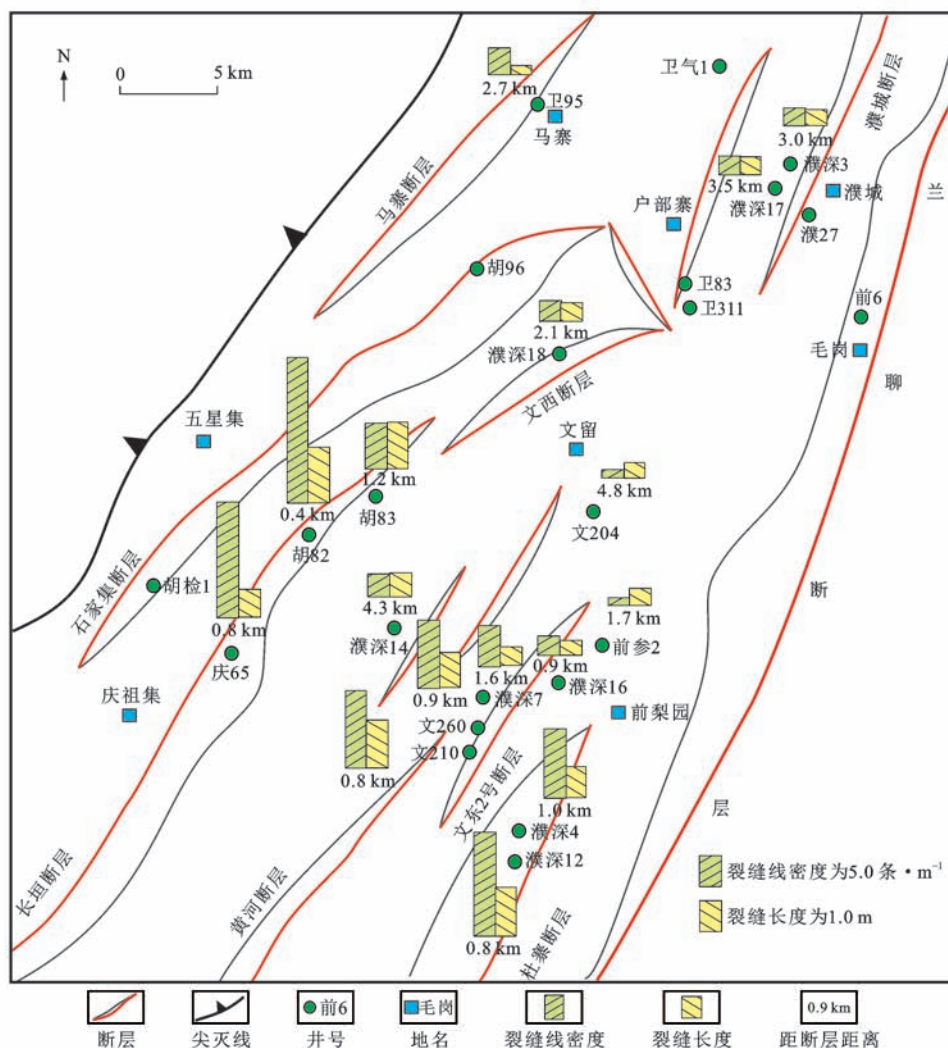 N
0
5 km
2.7 km
卫95
马寨
卫气1
濮城断层
3.0 km
濮深3
3.5 km
濮深17
濮城
濮27
兰
马寨断层
户部寨
胡96
卫83
卫311
前6
毛岗
2.1 km
濮深18
文西断层
聊
五星集
文留
1.2 km
胡83
4.8 km
文204
0.4 km
胡82
石家集断层
胡检1
0.8 km
庆65
断
4.3 km
濮深14
1.7 km
前参2
0.9 km
1.6 km
0.9 km
濮深7
濮深16
庆祖集
前梨园
文260
文210
0.8 km
文东2号断层
1.0 km
层
濮深4
濮深12
0.8 km
长垣断层
黄河断层
杜寨断层
裂缝线密度为5.0 条·m⁻¹
裂缝长度为1.0 m
前6
毛岗
0.9 km
断层
尖灭线
井号
地名
裂缝线密度
裂缝长度
距断层距离